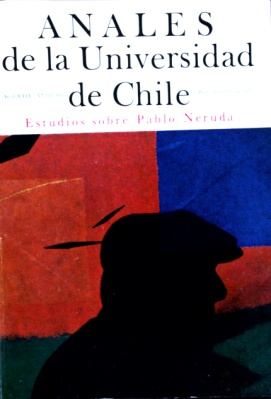 ANALES
de la Universidad
de Chile
Estudios sobre Pablo Neruda